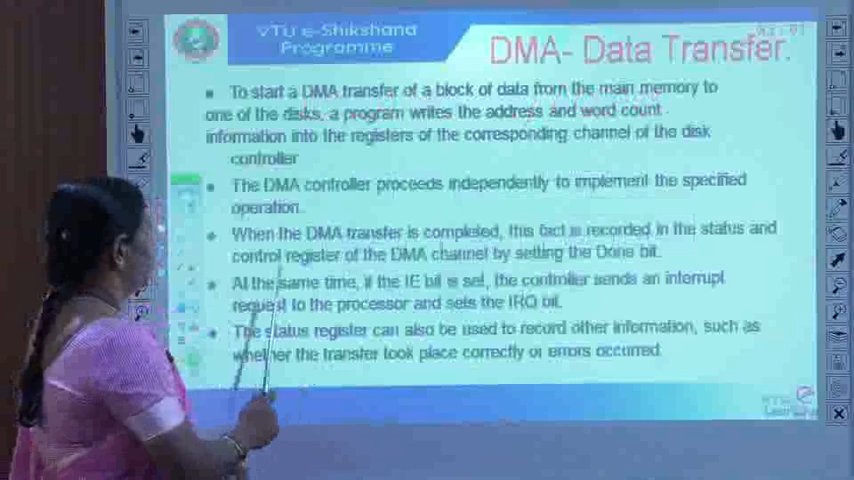 VTU e-Shikshand
Programme
DMA- Data Transfer.
To start a DMA transfer of a block of data from the main memory to
one of the disks, a program writes the address and word count
information into the registers of the corresponding channel of the disk
controller
The DMA controller proceeds independently to implement the specified
operation.
When the DMA transfer is completed, this fact is recorded in the status and
control register of the DMA channel by setting the Done bit.
At the same time, if the IE bit is set, the controller sends an interrupt
request to the processor and sets the IRQ bit.
The status register can also be used to record other information, such as
whether the transfer took place correctly or errors occurred.